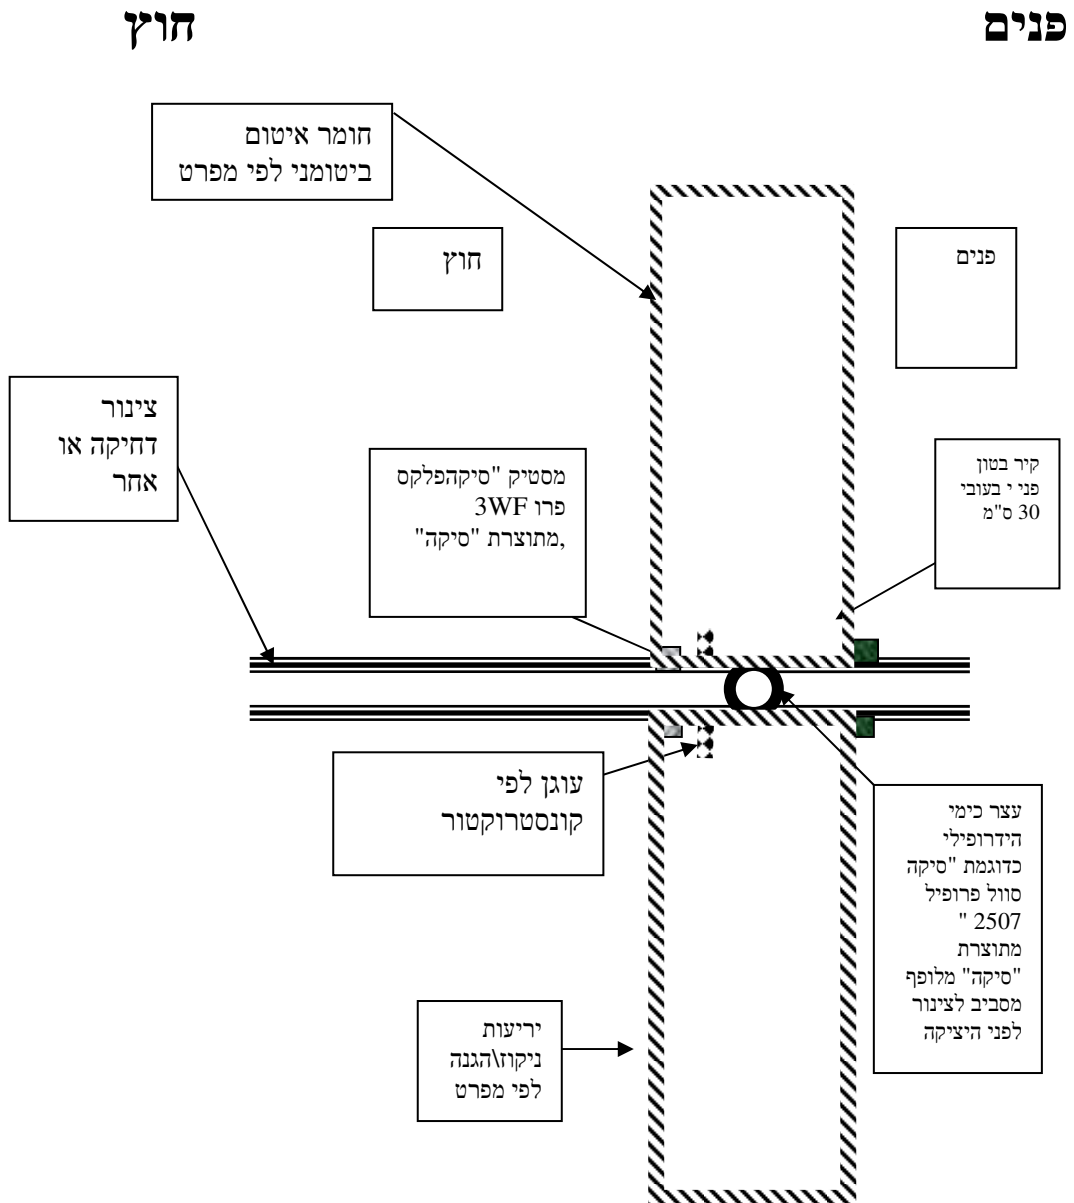 פנים
חוץ
חומר איטום
ביטומני לפי מפרט
פנים
חוץ
צינור
דחיקה או
אחר
מסטיק "סיקהפלקס
פרו 3WF
,מתוצרת "סיקה"
קיר בטון
פני י בעובי
30 ס"מ
עוגן לפי
קונסטרוקטור
עצר כימי
הידרופילי
כדוגמת "סיקה
סוול פרופיל
2507 "
מתוצרת
"סיקה" מלופף
מסביב לצינור
לפני היציקה
יריעות
ניקוז\הגנה
לפי מפרט